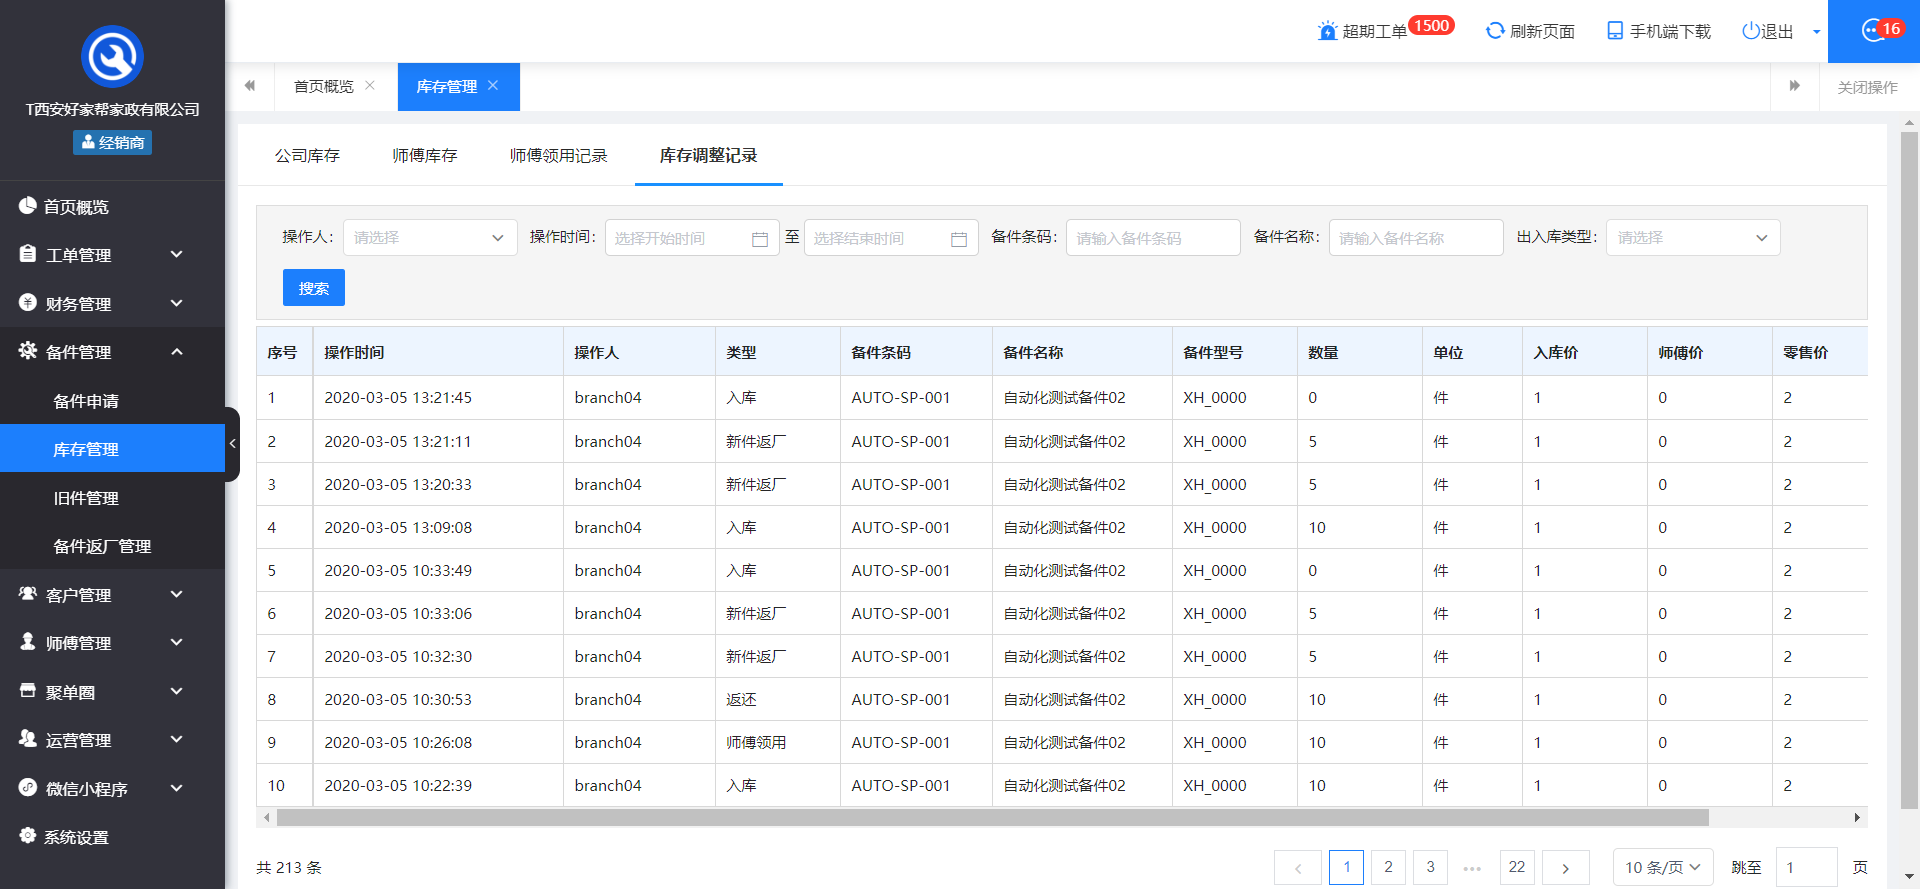 T西安好家帮家政有限公司
经销商
首页概览
工单管理
财务管理
备件管理
备件申请
库存管理
旧件管理
备件返厂管理
客户管理
师傅管理
聚单圈
运营管理
微信小程序
系统设置
超期工单 1500 刷新页面 手机端下载 退出 16
首页概览 库存管理 关闭操作
公司库存 师傅库存 师傅领用记录 库存调整记录
操作人: 请选择 操作时间: 选择开始时间 至 选择结束时间 备件条码: 请输入备件条码 备件名称: 请输入备件名称 出入库类型: 请选择
搜索
序号 操作时间 操作人 类型 备件条码 备件名称 备件型号 数量 单位 入库价 师傅价 零售价
1 2020-03-05 13:21:45 branch04 入库 AUTO-SP-001 自动化测试备件02 XH_0000 0 件 1 0 2
2 2020-03-05 13:21:11 branch04 新件返厂 AUTO-SP-001 自动化测试备件02 XH_0000 5 件 1 0 2
3 2020-03-05 13:20:33 branch04 新件返厂 AUTO-SP-001 自动化测试备件02 XH_0000 5 件 1 0 2
4 2020-03-05 13:09:08 branch04 入库 AUTO-SP-001 自动化测试备件02 XH_0000 10 件 1 0 2
5 2020-03-05 10:33:49 branch04 入库 AUTO-SP-001 自动化测试备件02 XH_0000 0 件 1 0 2
6 2020-03-05 10:33:06 branch04 新件返厂 AUTO-SP-001 自动化测试备件02 XH_0000 5 件 1 0 2
7 2020-03-05 10:32:30 branch04 新件返厂 AUTO-SP-001 自动化测试备件02 XH_0000 5 件 1 0 2
8 2020-03-05 10:30:53 branch04 返还 AUTO-SP-001 自动化测试备件02 XH_0000 10 件 1 0 2
9 2020-03-05 10:26:08 branch04 师傅领用 AUTO-SP-001 自动化测试备件02 XH_0000 10 件 1 0 2
10 2020-03-05 10:22:39 branch04 入库 AUTO-SP-001 自动化测试备件02 XH_0000 10 件 1 0 2
共 213 条 1 2 3 ••• 22 10 条/页 跳至 1 页